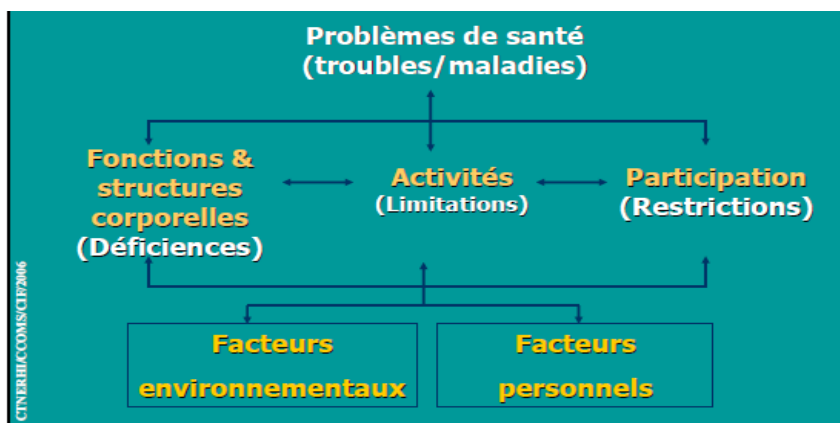 Problèmes de santé
(troubles/maladies)
Fonctions &
structures
corporelles
(Déficiences)
Activités
(Limitations)
Participation
(Restrictions)
Facteurs
environnementaux
Facteurs
personnels
CTNERHI/CCOMS/CIF/2006